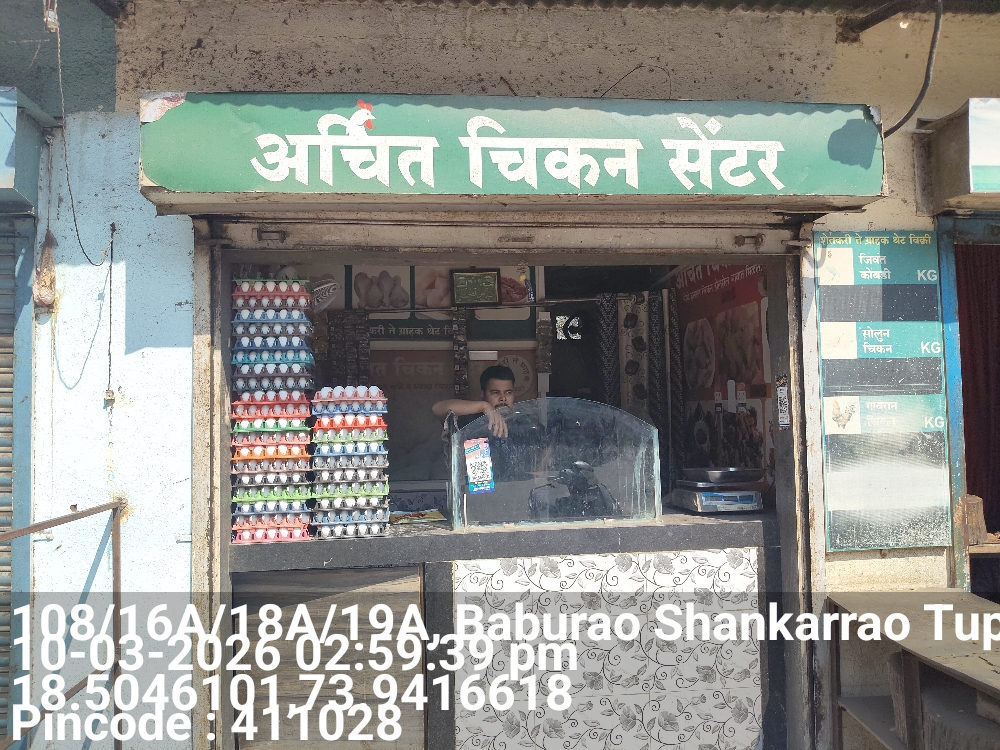 अर्चित चिकन सेंटर
शेतकरी ते ग्राहक थेट विक्री
जिवंत
कोंबडी KG
सोलुन
चिकन KG
गावरान
KG
108/16A/18A/19A, Baburao Shankarrao Tup
10-03-2026 02:59:39 pm
18.5046101,73.9416618
Pincode : 411028